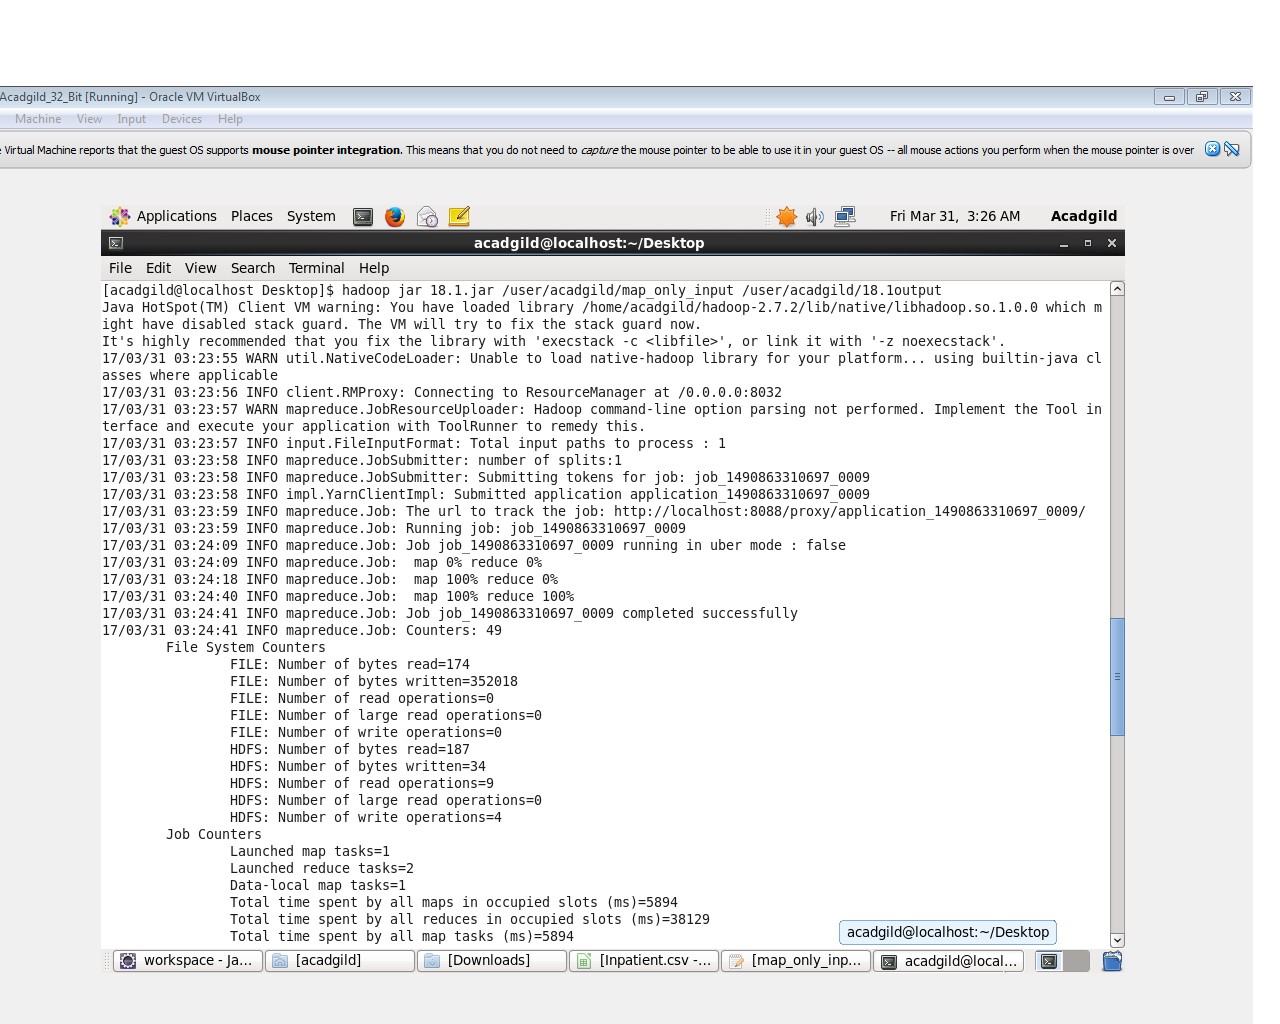 Acadgild_32_Bit [Running] - Oracle VM VirtualBox
Machine View Input Devices Help
Virtual Machine reports that the guest OS supports mouse pointer integration. This means that you do not need to capture the mouse pointer to be able to use it in your guest OS -- all mouse actions you perform when the mouse pointer is over
Applications Places System Fri Mar 31, 3:26 AM Acadgild
acadgild@localhost:~/Desktop
File Edit View Search Terminal Help
[acadgild@localhost Desktop]$ hadoop jar 18.1.jar /user/acadgild/map_only_input /user/acadgild/18.1output
Java HotSpot(TM) Client VM warning: You have loaded library /home/acadgild/hadoop-2.7.2/lib/native/libhadoop.so.1.0.0 which m
ight have disabled stack guard. The VM will try to fix the stack guard now.
It's highly recommended that you fix the library with 'execstack -c <libfile>', or link it with '-z noexecstack'.
17/03/31 03:23:55 WARN util.NativeCodeLoader: Unable to load native-hadoop library for your platform... using builtin-java cl
asses where applicable
17/03/31 03:23:56 INFO client.RMProxy: Connecting to ResourceManager at /0.0.0.0:8032
17/03/31 03:23:57 WARN mapreduce.JobResourceUploader: Hadoop command-line option parsing not performed. Implement the Tool in
terface and execute your application with ToolRunner to remedy this.
17/03/31 03:23:57 INFO input.FileInputFormat: Total input paths to process : 1
17/03/31 03:23:58 INFO mapreduce.JobSubmitter: number of splits:1
17/03/31 03:23:58 INFO mapreduce.JobSubmitter: Submitting tokens for job: job_1490863310697_0009
17/03/31 03:23:58 INFO impl.YarnClientImpl: Submitted application application_1490863310697_0009
17/03/31 03:23:59 INFO mapreduce.Job: The url to track the job: http://localhost:8088/proxy/application_1490863310697_0009/
17/03/31 03:23:59 INFO mapreduce.Job: Running job: job_1490863310697_0009
17/03/31 03:24:09 INFO mapreduce.Job: Job job_1490863310697_0009 running in uber mode : false
17/03/31 03:24:09 INFO mapreduce.Job:  map 0% reduce 0%
17/03/31 03:24:18 INFO mapreduce.Job:  map 100% reduce 0%
17/03/31 03:24:40 INFO mapreduce.Job:  map 100% reduce 100%
17/03/31 03:24:41 INFO mapreduce.Job: Job job_1490863310697_0009 completed successfully
17/03/31 03:24:41 INFO mapreduce.Job: Counters: 49
File System Counters
FILE: Number of bytes read=174
FILE: Number of bytes written=352018
FILE: Number of read operations=0
FILE: Number of large read operations=0
FILE: Number of write operations=0
HDFS: Number of bytes read=187
HDFS: Number of bytes written=34
HDFS: Number of read operations=9
HDFS: Number of large read operations=0
HDFS: Number of write operations=4
Job Counters
Launched map tasks=1
Launched reduce tasks=2
Data-local map tasks=1
Total time spent by all maps in occupied slots (ms)=5894
Total time spent by all reduces in occupied slots (ms)=38129
Total time spent by all map tasks (ms)=5894
acadgild@localhost:~/Desktop
workspace - Ja... [acadgild] [Downloads] [Inpatient.csv -... [map_only_inp... acadgild@local...